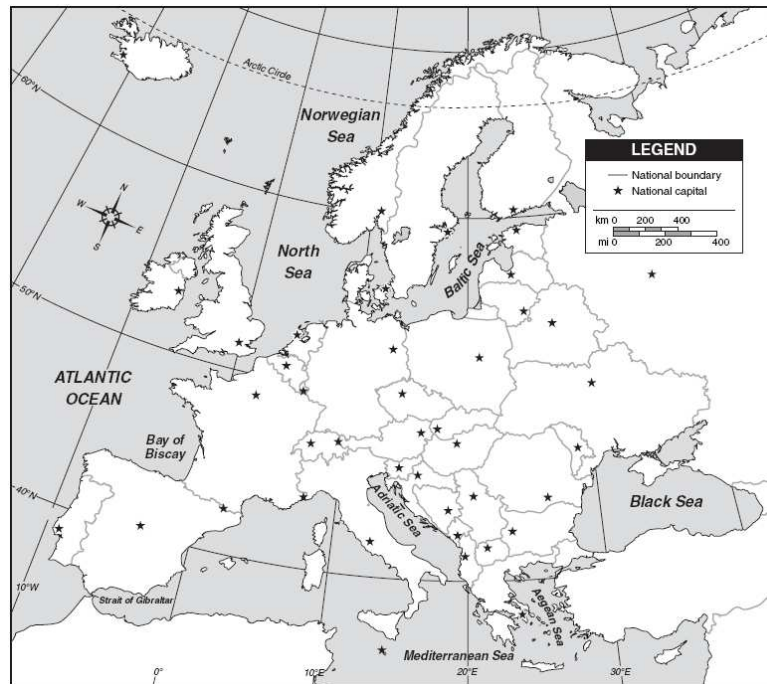 Arctic Circle
60°N
Norwegian
Sea
LEGEND
National boundary
National capital
km 0 200 400
mi 0 200 400
N
W E
S
North
Sea
Baltic Sea
50°N
ATLANTIC
OCEAN
Bay of
Biscay
40°N
Adriatic Sea
Black Sea
10°W
Strait of Gibraltar
Aegean Sea
Mediterranean Sea
0° 10°E 20°E 30°E